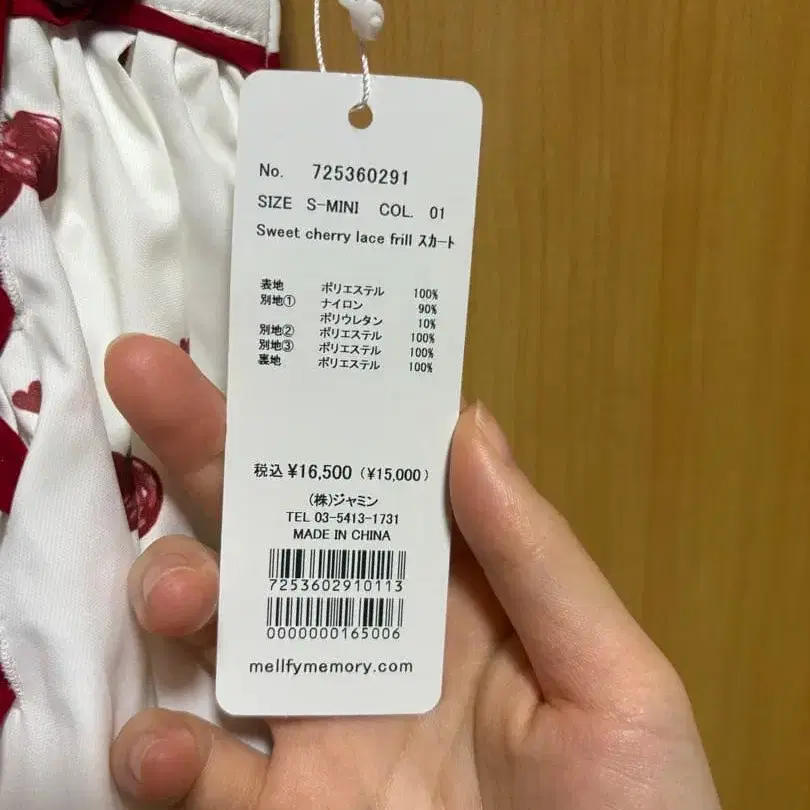 No. 725360291
SIZE S-MINI COL. 01
Sweet cherry lace frill スカート
表地 ポリエステル 100%
別地① ナイロン 90%
ポリウレタン 10%
別地② ポリエステル 100%
別地③ ポリエステル 100%
裏地 ポリエステル 100%
税込 ¥16,500 (¥15,000)
(株)ジャミン
TEL 03-5413-1731
MADE IN CHINA
7253602910113
0000000165006
mellfymemory.com